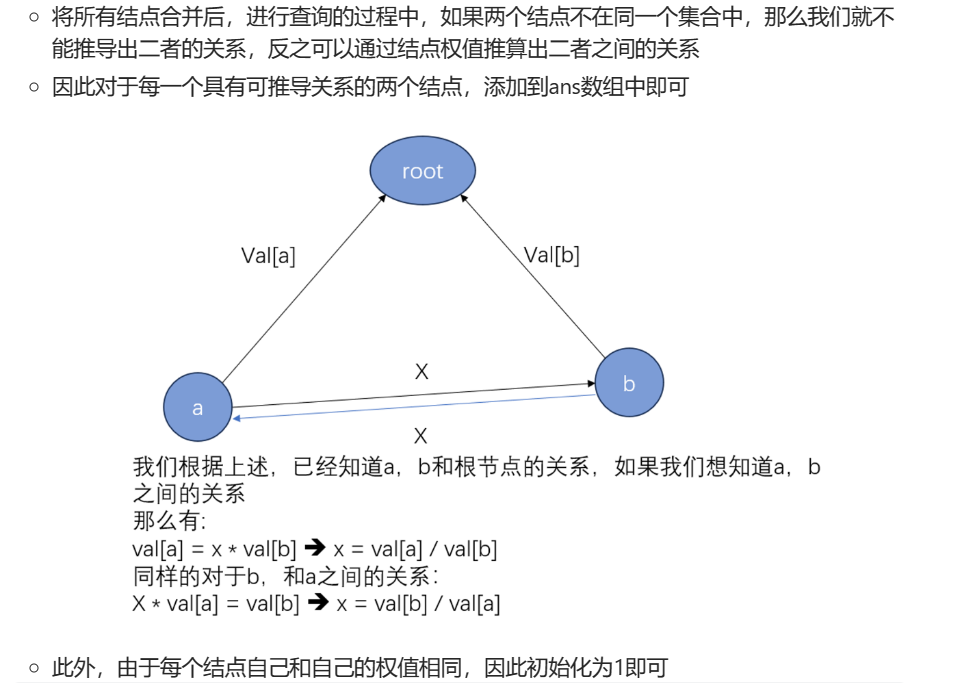 将所有结点合并后，进行查询的过程中，如果两个结点不在同一个集合中，那么我们就不
能推导出二者的关系，反之可以通过结点权值推算出二者之间的关系
因此对于每一个具有可推导关系的两个结点，添加到ans数组中即可
root
Val[a]
Val[b]
X
a
b
X
我们根据上述，已经知道a，b和根节点的关系，如果我们想知道a，b
之间的关系
那么有:
val[a] = x * val[b] 🡺 x = val[a] / val[b]
同样的对于b，和a之间的关系：
X * val[a] = val[b] 🡺 x = val[b] / val[a]
此外，由于每个结点自己和自己的权值相同，因此初始化为1即可